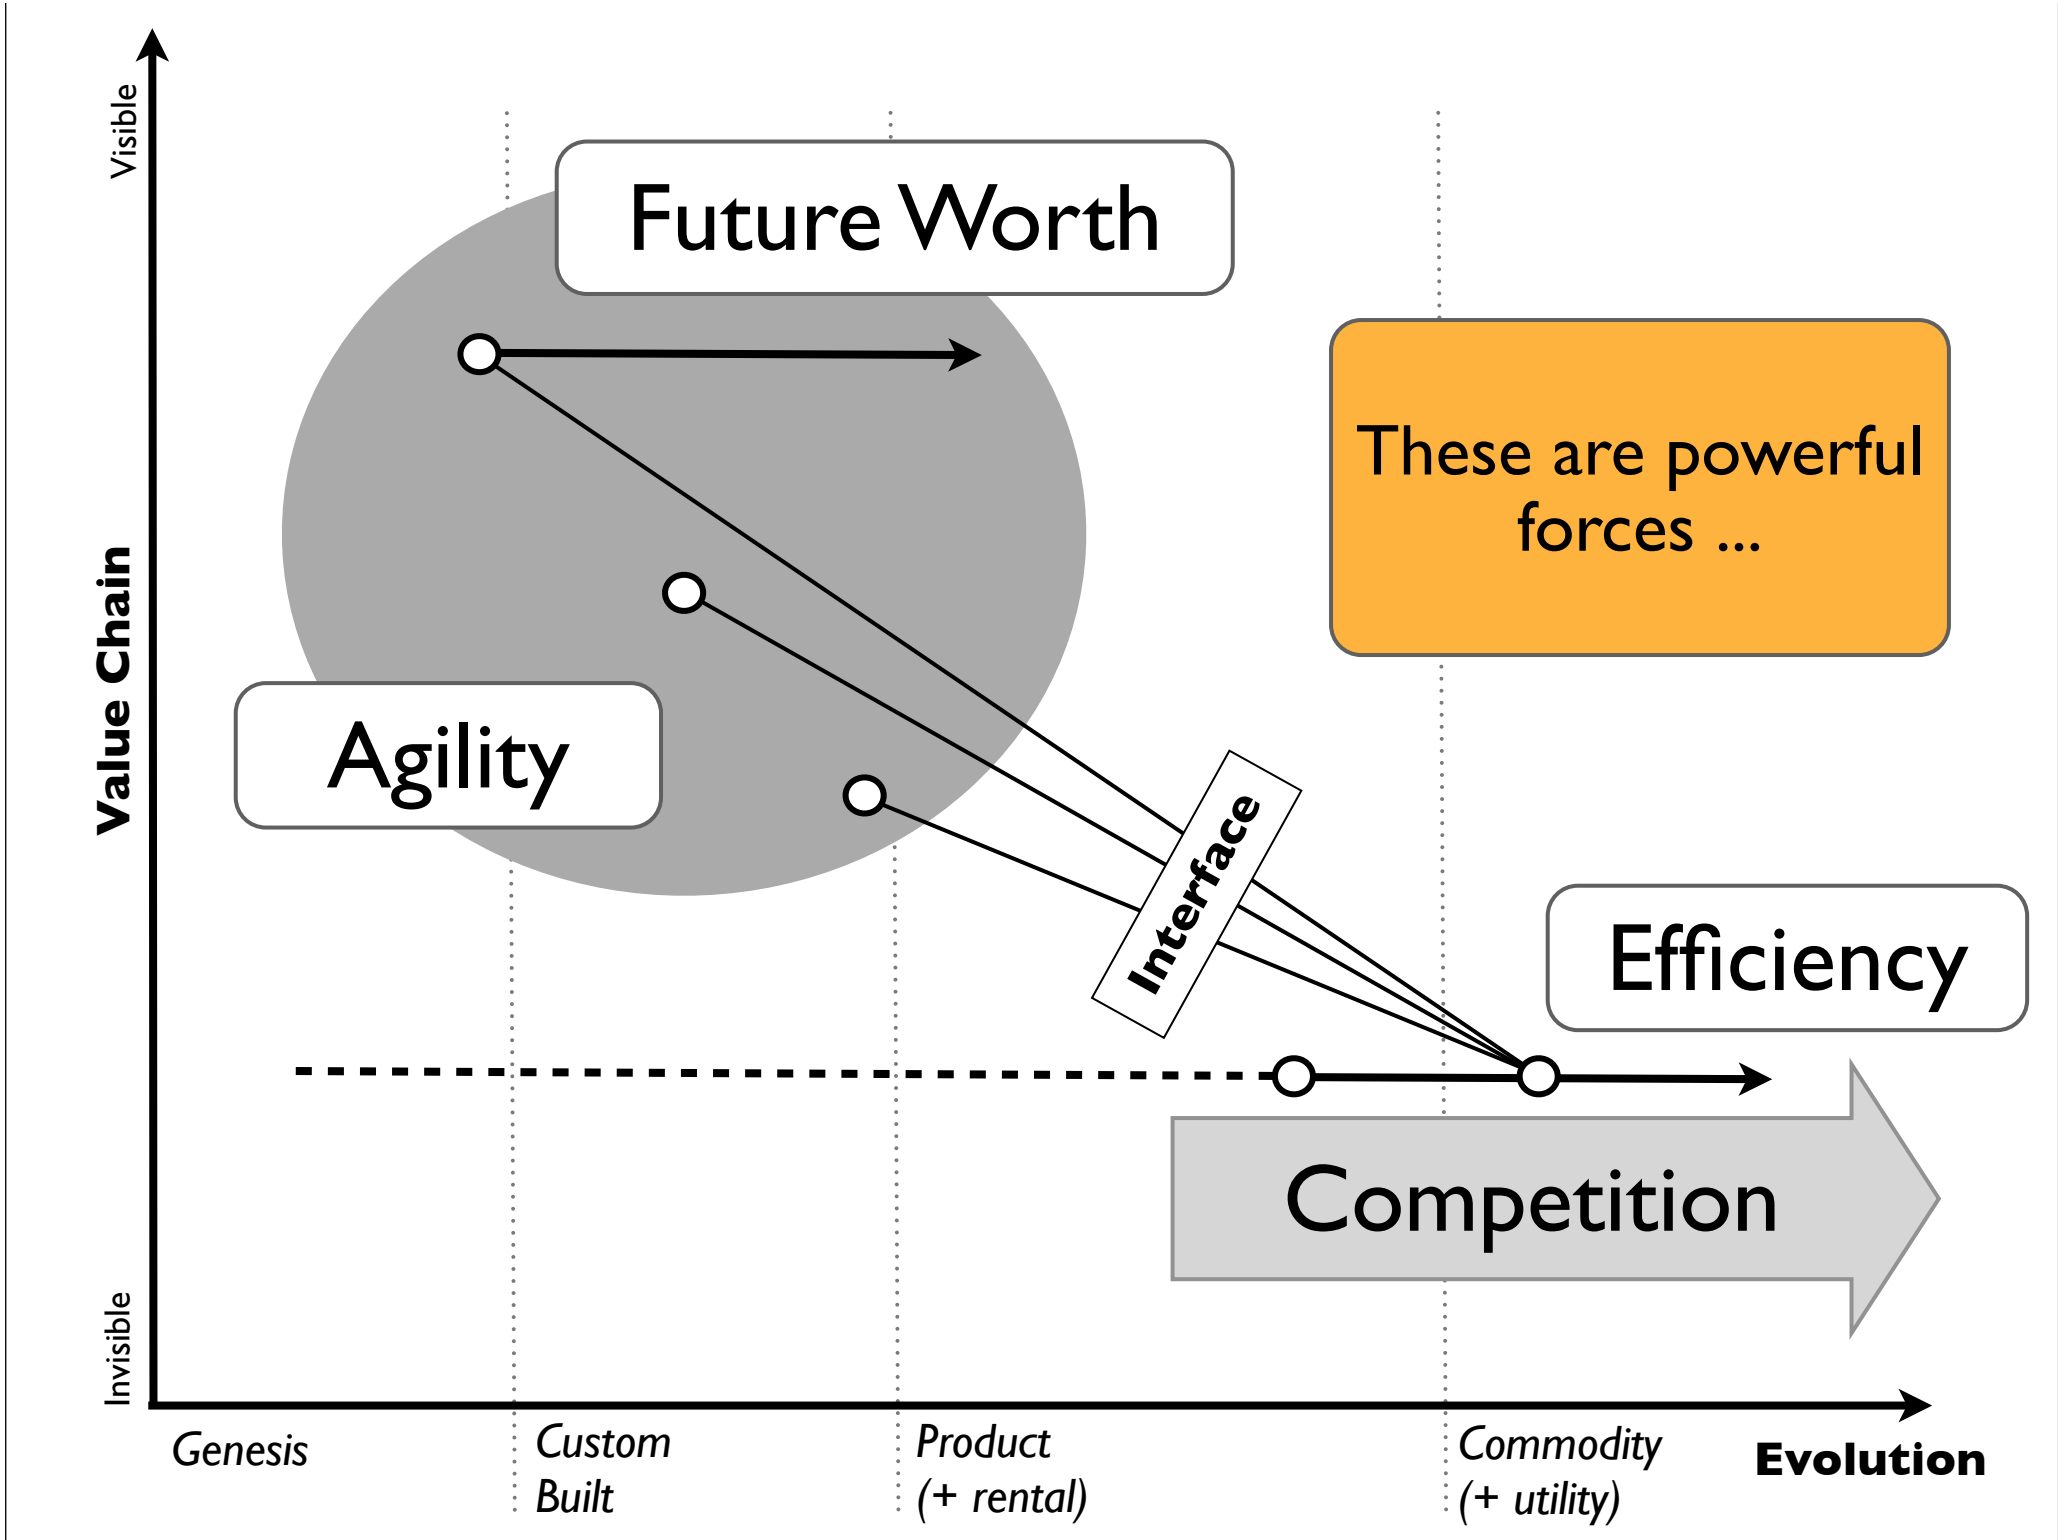 Visible
Future Worth
These are powerful
forces ...
Value Chain
Agility
Interface
Efficiency
Competition
Invisible
Genesis
Custom
Built
Product
(+ rental)
Commodity
(+ utility)
Evolution